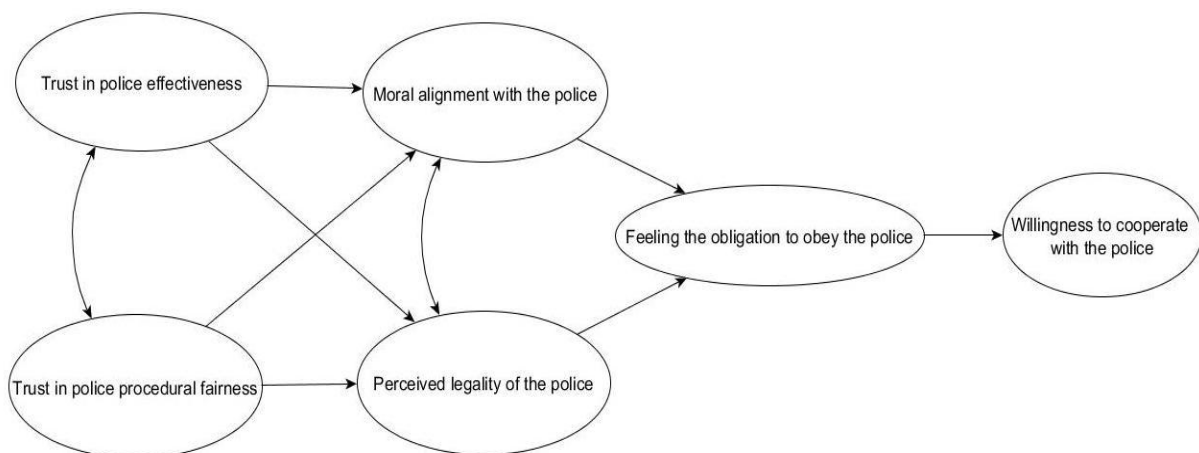 Trust in police effectiveness
Moral alignment with the police
Feeling the obligation to obey the police
Willingness to cooperate
with the police
Trust in police procedural fairness
Perceived legality of the police